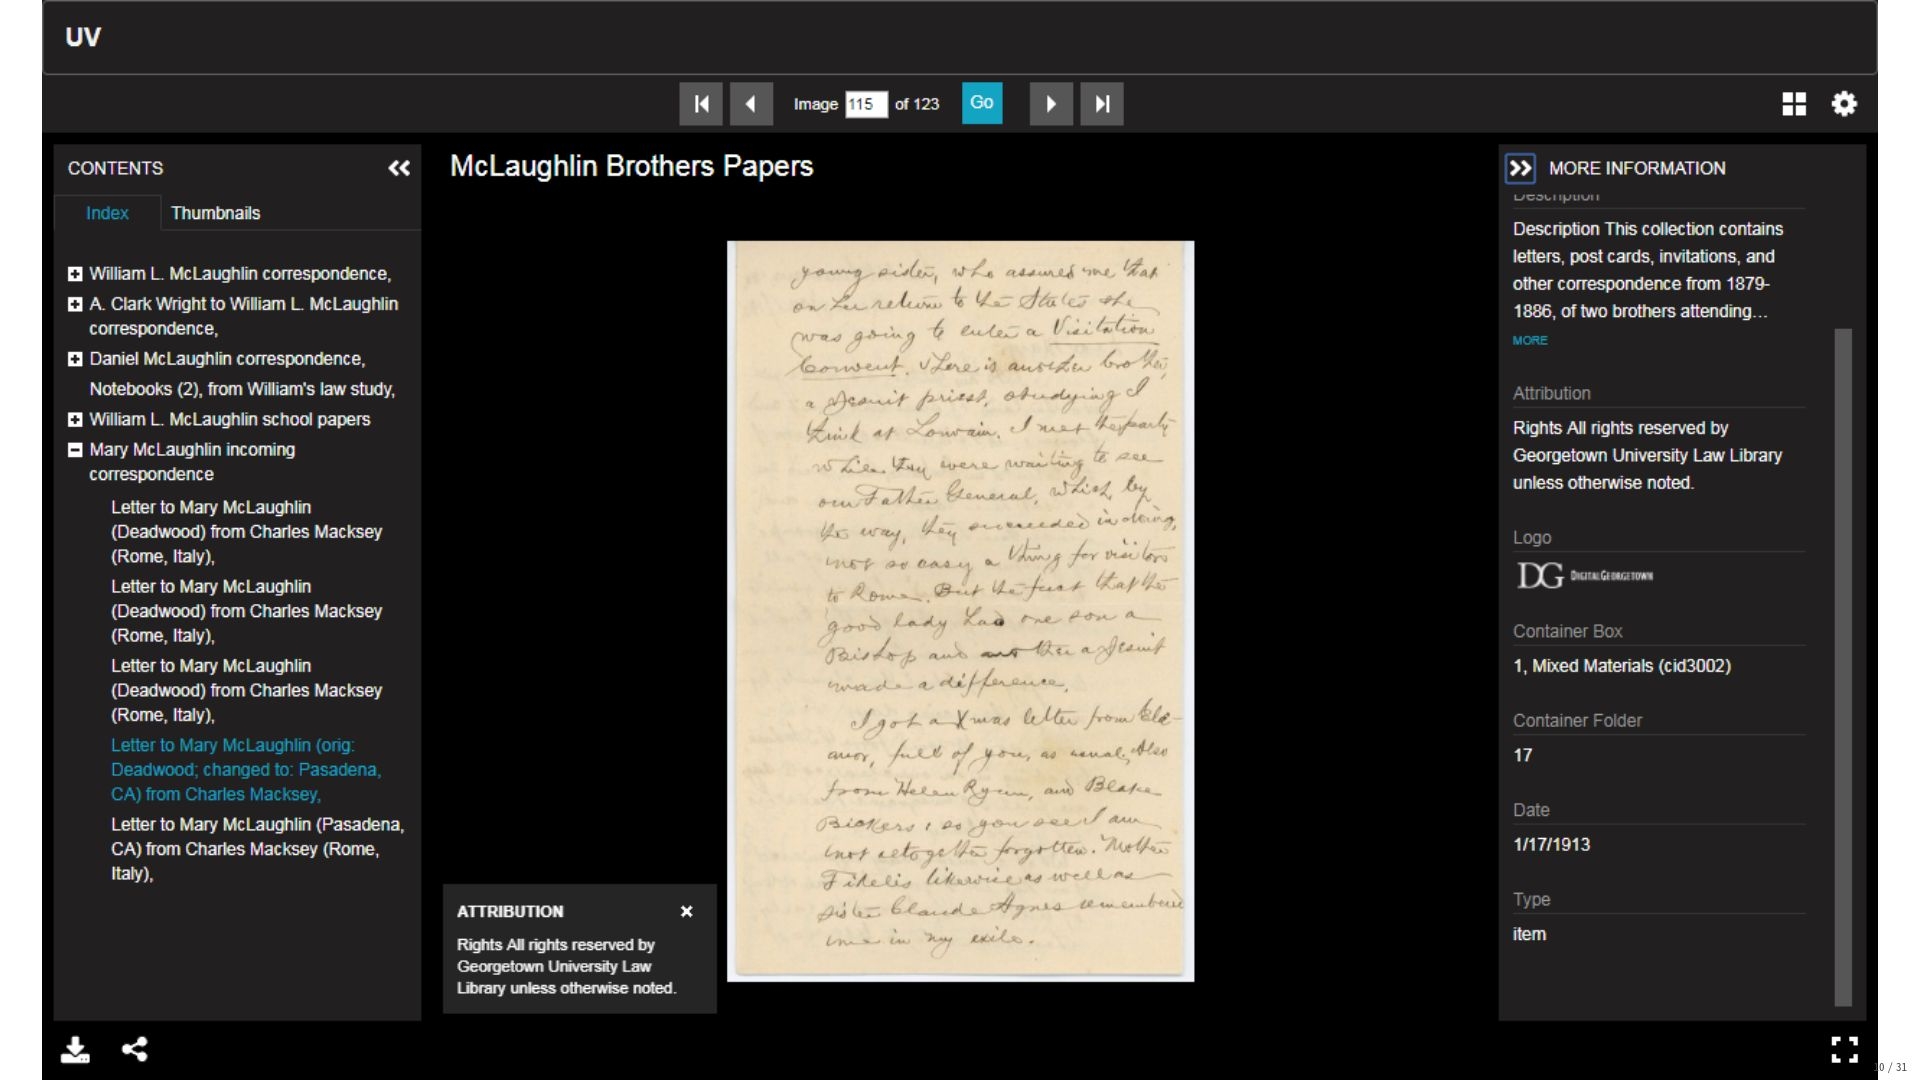 UV
Image 115 of 123 Go
CONTENTS
Index Thumbnails
William L. McLaughlin correspondence,
A. Clark Wright to William L. McLaughlin
correspondence,
Daniel McLaughlin correspondence,
Notebooks (2), from William's law study,
William L. McLaughlin school papers
Mary McLaughlin incoming
correspondence
Letter to Mary McLaughlin
(Deadwood) from Charles Macksey
(Rome, Italy),
Letter to Mary McLaughlin
(Deadwood) from Charles Macksey
(Rome, Italy),
Letter to Mary McLaughlin
(Deadwood) from Charles Macksey
(Rome, Italy),
Letter to Mary McLaughlin (orig:
Deadwood; changed to: Pasadena,
CA) from Charles Macksey,
Letter to Mary McLaughlin (Pasadena,
CA) from Charles Macksey (Rome,
Italy),
McLaughlin Brothers Papers
young sister, who assured me that
on her return to the States she
was going to enter a Visitation
Convent. There is another brother,
a Jesuit priest, studying I
think at Louvain. I met the party
while they were waiting to see
our Father General, which, by
the way, they succeeded in doing,
not so easy a thing for visitors
to Rome. But the fact that the
good lady had one son a
Bishop and another a Jesuit
made a difference.
I got a Xmas letter from Ele-
anor, full of you, as usual. Also
from Helen Ryan, and Blake
so you see I am
not altogether forgotten. Mother
Fidelis likewise as well as
Sister Claude Agnes remembered
me in my exile.
ATTRIBUTION
Rights All rights reserved by
Georgetown University Law
Library unless otherwise noted.
MORE INFORMATION
Description
Description This collection contains
letters, post cards, invitations, and
other correspondence from 1879-
1886, of two brothers attending...
MORE
Attribution
Rights All rights reserved by
Georgetown University Law Library
unless otherwise noted.
Logo
DG DIGITALGEORGETOWN
Container Box
1, Mixed Materials (cid3002)
Container Folder
17
Date
1/17/1913
Type
item
/ 31